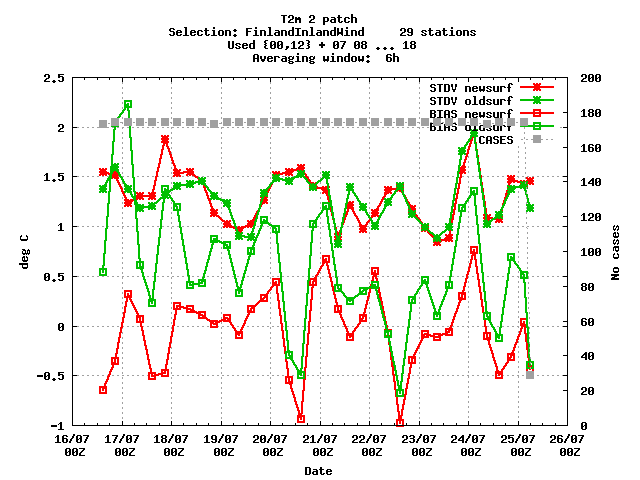 T2m 2 patch
Selection: FinlandInlandWind 29 stations
Used {00,12} + 07 08 ... 18
Averaging window: 6h
STDV newsurf
STDV oldsurf
BIAS newsurf
BIAS oldsurf
CASES
2.5
2
1.5
1
0.5
0
-0.5
-1
deg C
200
180
160
140
120
100
80
60
40
20
0
No cases
16/07 17/07 18/07 19/07 20/07 21/07 22/07 23/07 24/07 25/07 26/07
00Z 00Z 00Z 00Z 00Z 00Z 00Z 00Z 00Z 00Z 00Z
Date